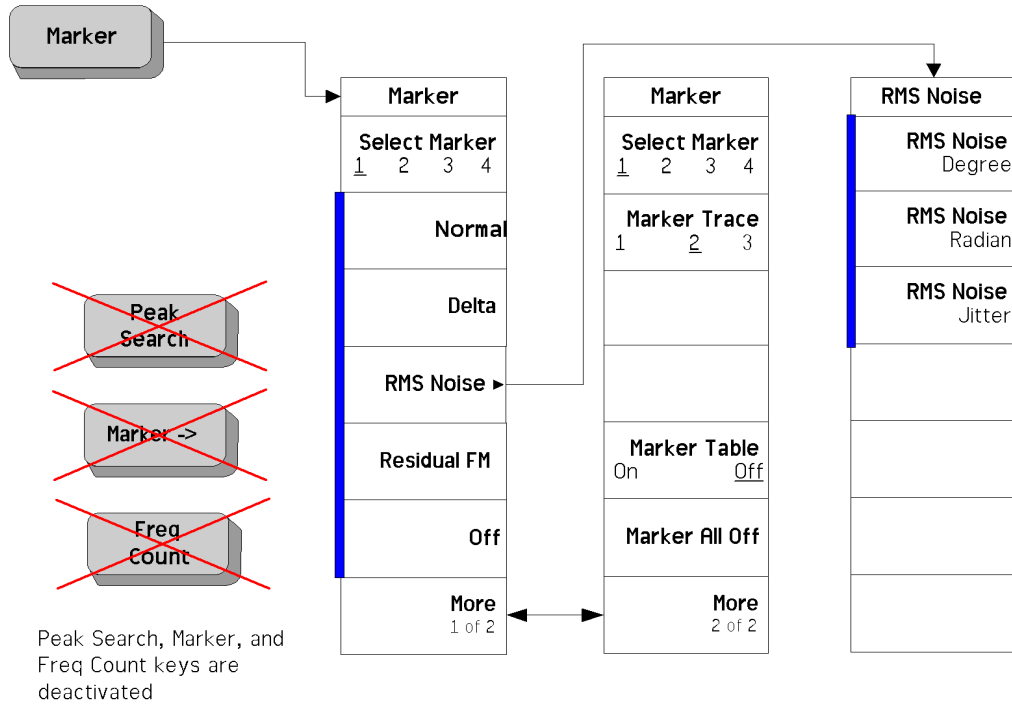 Marker
Marker
Select Marker
1 2 3 4
Normal
Delta
RMS Noise
Residual FM
Off
More
1 of 2
Marker
Select Marker
1 2 3 4
Marker Trace
1 2 3
Marker Table
On Off
Marker All Off
More
2 of 2
RMS Noise
RMS Noise
Degree
RMS Noise
Radian
RMS Noise
Jitter
Peak
Search
Marker ->
Freq
Count
Peak Search, Marker, and
Freq Count keys are
deactivated